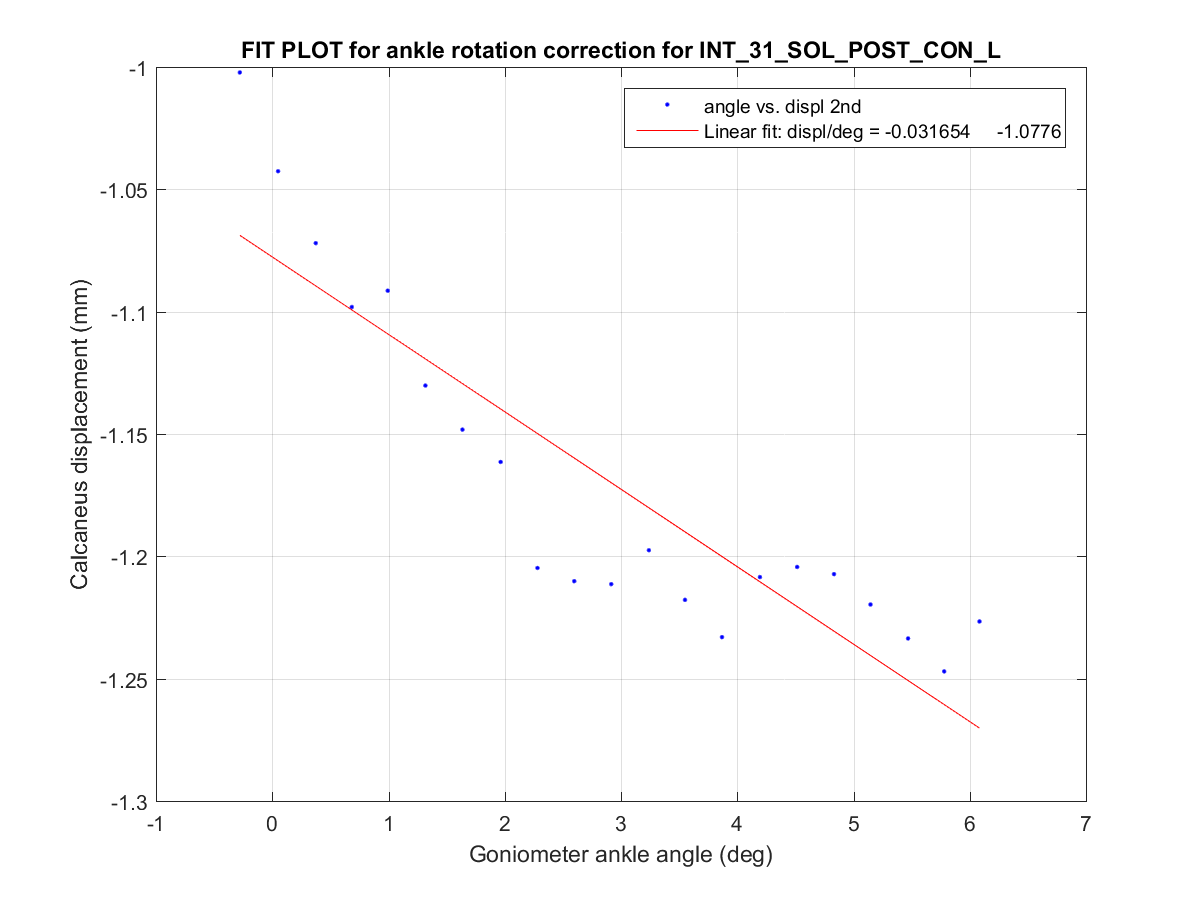 FIT PLOT for ankle rotation correction for INT_31_SOL_POST_CON_L
angle vs. displ 2nd
Linear fit: displ/deg = -0.031654 -1.0776
-1
-1.05
-1.1
-1.15
-1.2
-1.25
-1.3
Calcaneus displacement (mm)
-1 0 1 2 3 4 5 6 7
Goniometer ankle angle (deg)